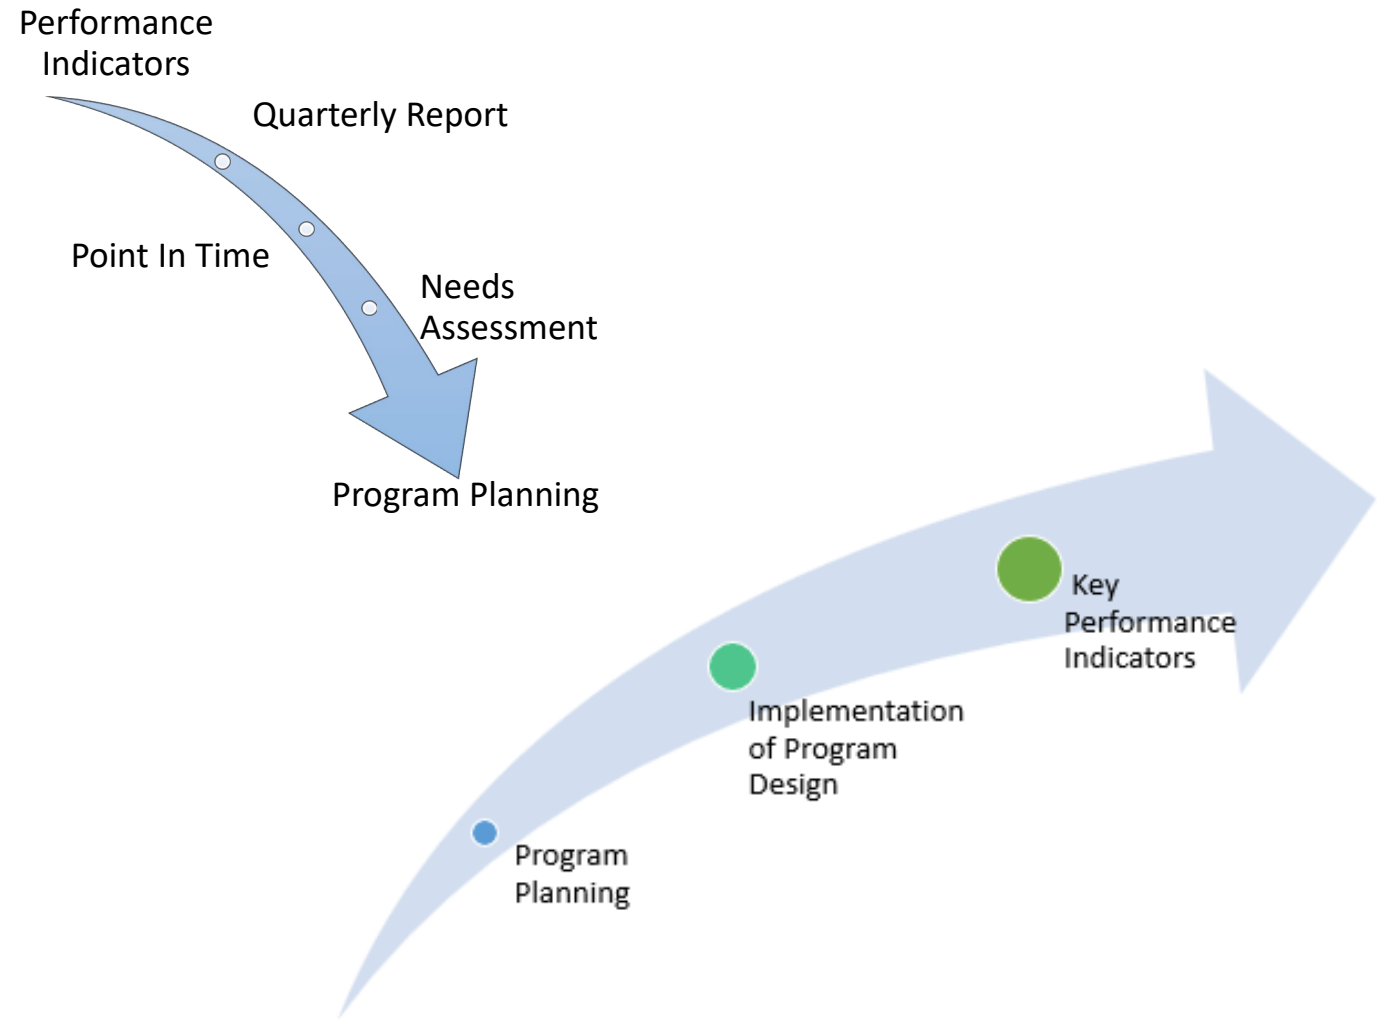 Performance
Indicators
Quarterly Report
Point In Time
Needs
Assessment
Program Planning
Key
Performance
Indicators
Implementation
of Program
Design
Program
Planning